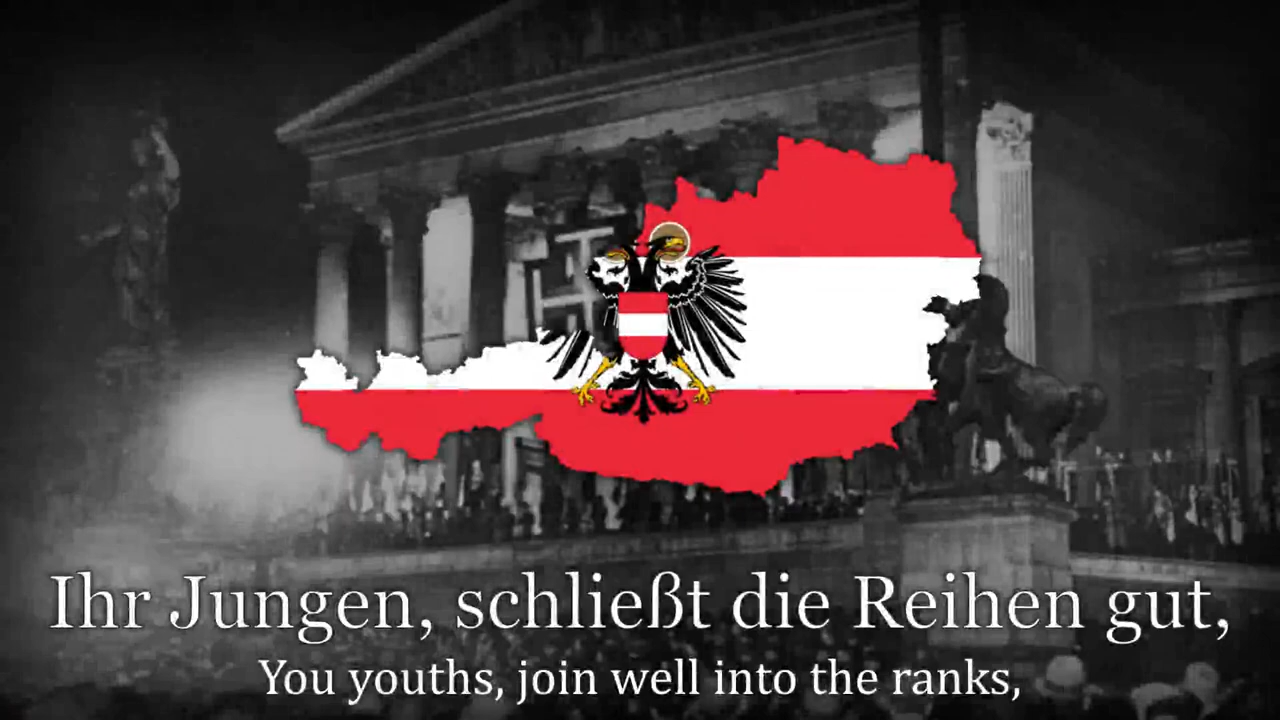 Ihr Jungen, schließt die Reihen gut,
You youths, join well into the ranks,